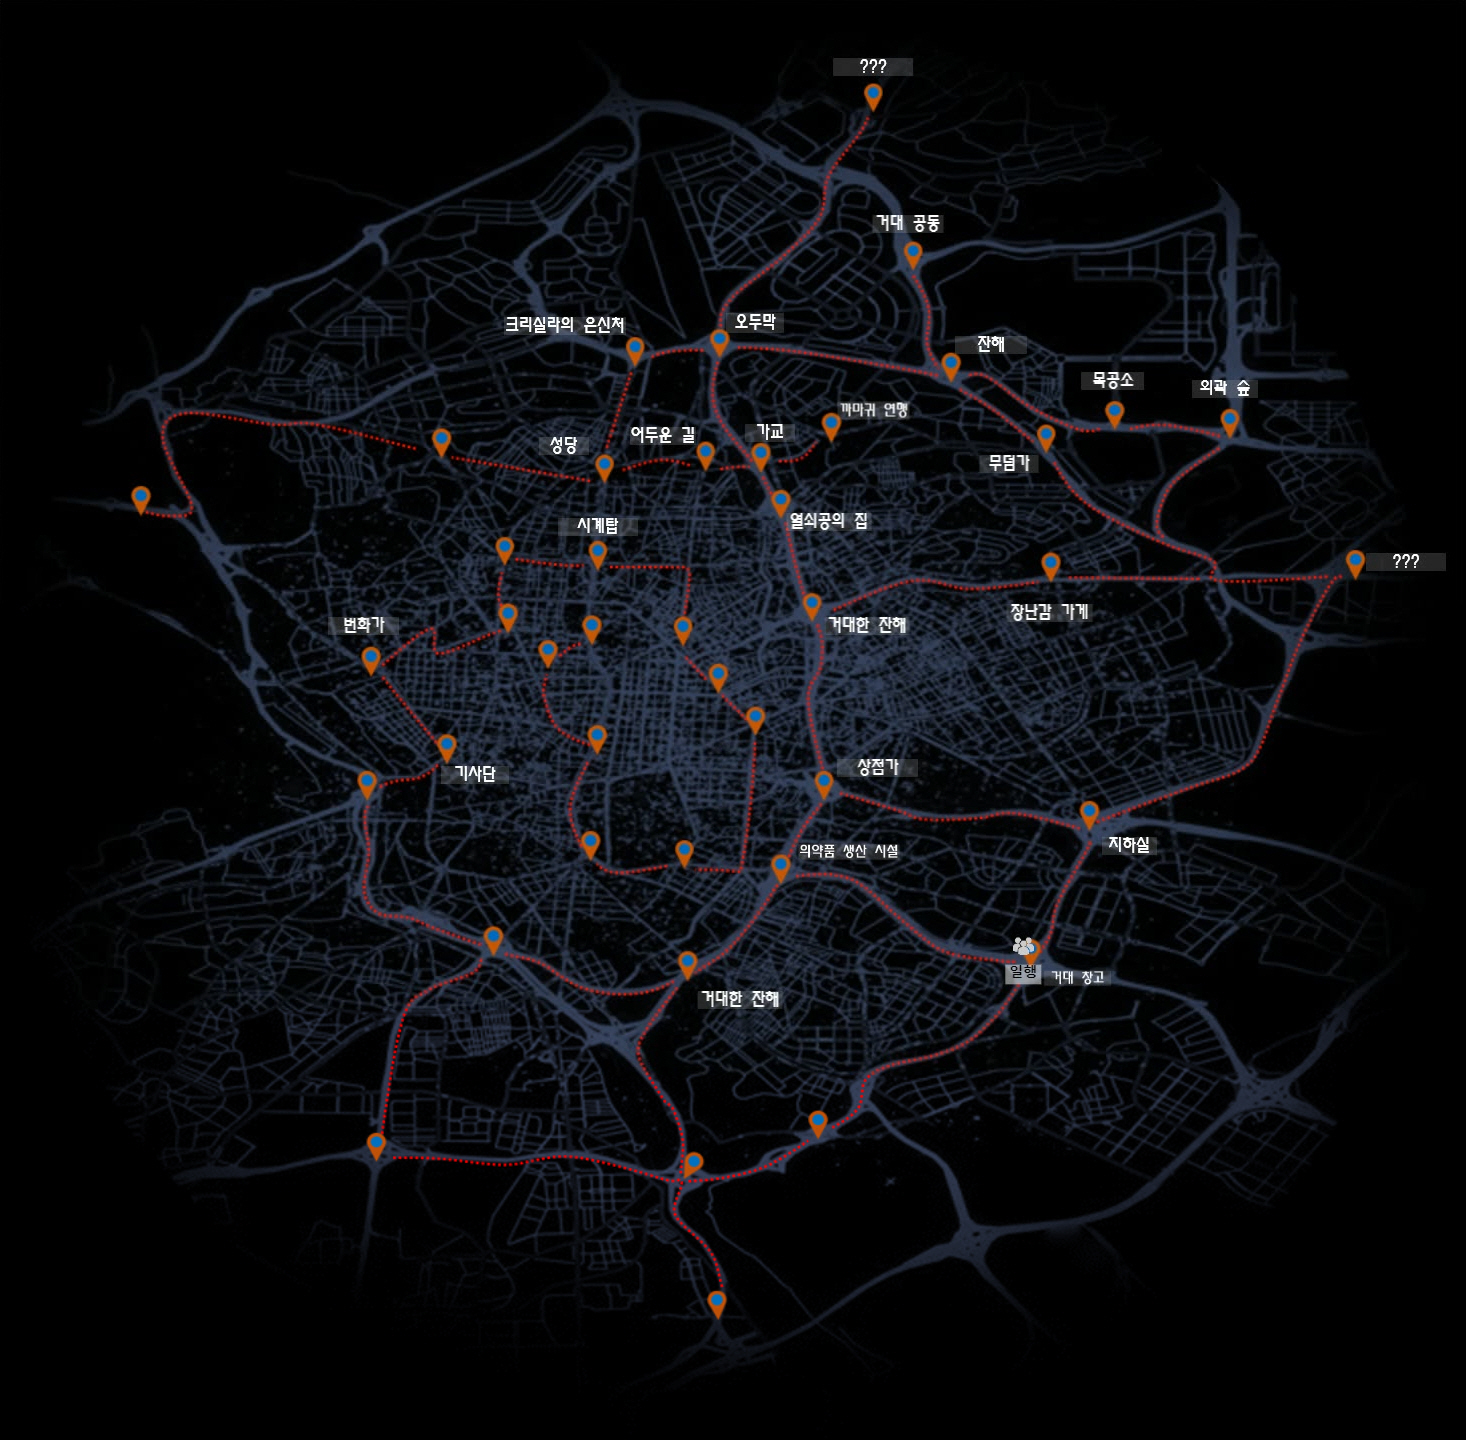 ???
거대 공동
크리실라의 은신처
오두막
잔해
목공소
외곽 숲
까마귀 연맹
성당
어두운 길
가교
무덤가
시계탑
열쇠공의 집
???
장난감 가게
번화가
거대한 잔해
기사단
상점가
지하실
의약품 생산 시설
일행
거대 창고
거대한 잔해